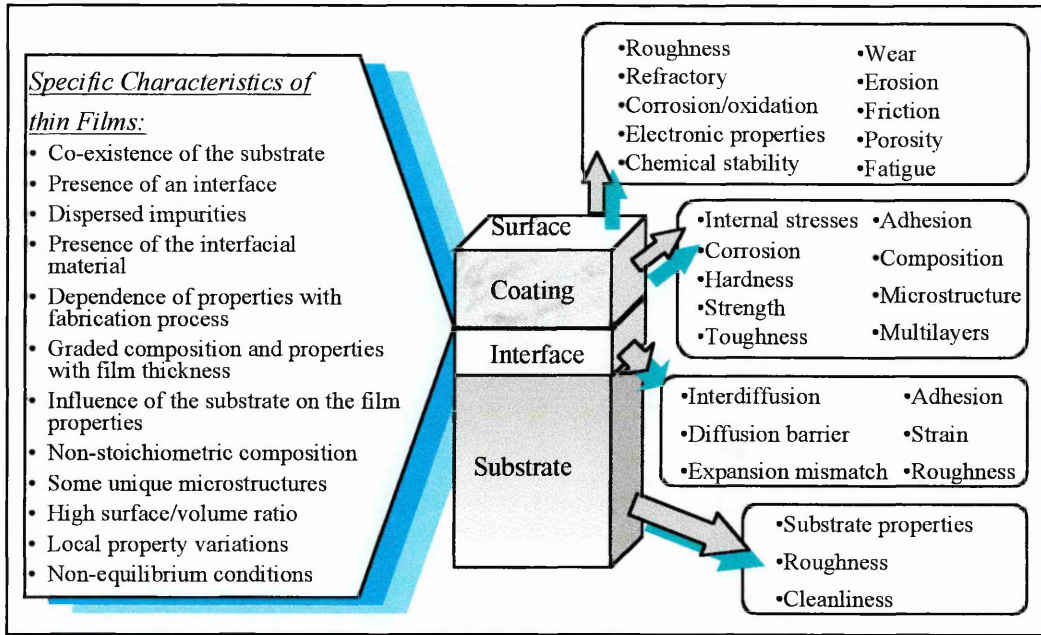 Specific Characteristics of
thin Films:
• Co-existence of the substrate
• Presence of an interface
• Dispersed impurities
• Presence of the interfacial
material
• Dependence of properties with
fabrication process
• Graded composition and properties
with film thickness
• Influence of the substrate on the film
properties
• Non-stoichiometric composition
• Some unique microstructures
• High surface/volume ratio
• Local property variations
• Non-equilibrium conditions
Surface
Coating
Interface
Substrate
•Roughness
•Refractory
•Corrosion/oxidation
•Electronic properties
•Chemical stability
•Wear
•Erosion
•Friction
•Porosity
•Fatigue
•Internal stresses
•Corrosion
•Hardness
•Strength
•Toughness
•Adhesion
•Composition
•Microstructure
•Multilayers
•Interdiffusion
•Diffusion barrier
•Expansion mismatch
•Adhesion
•Strain
•Roughness
•Substrate properties
•Roughness
•Cleanliness